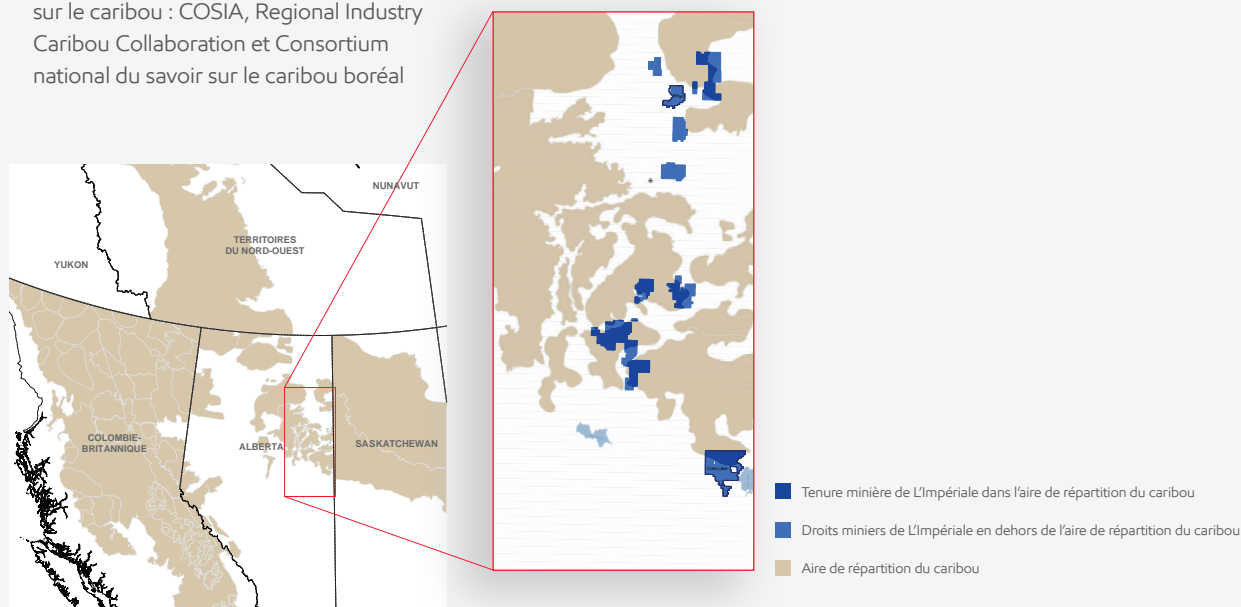 sur le caribou : COSIA, Regional Industry
Caribou Collaboration et Consortium
national du savoir sur le caribou boréal
NUNAVUT
TERRITOIRES
DU NORD-OUEST
YUKON
COLOMBIE-
BRITANNIQUE
ALBERTA
SASKATCHEWAN
Cold Lake
Tenure minière de L'Impériale dans l'aire de répartition du caribou
Droits miniers de L'Impériale en dehors de l'aire de répartition du caribou
Aire de répartition du caribou